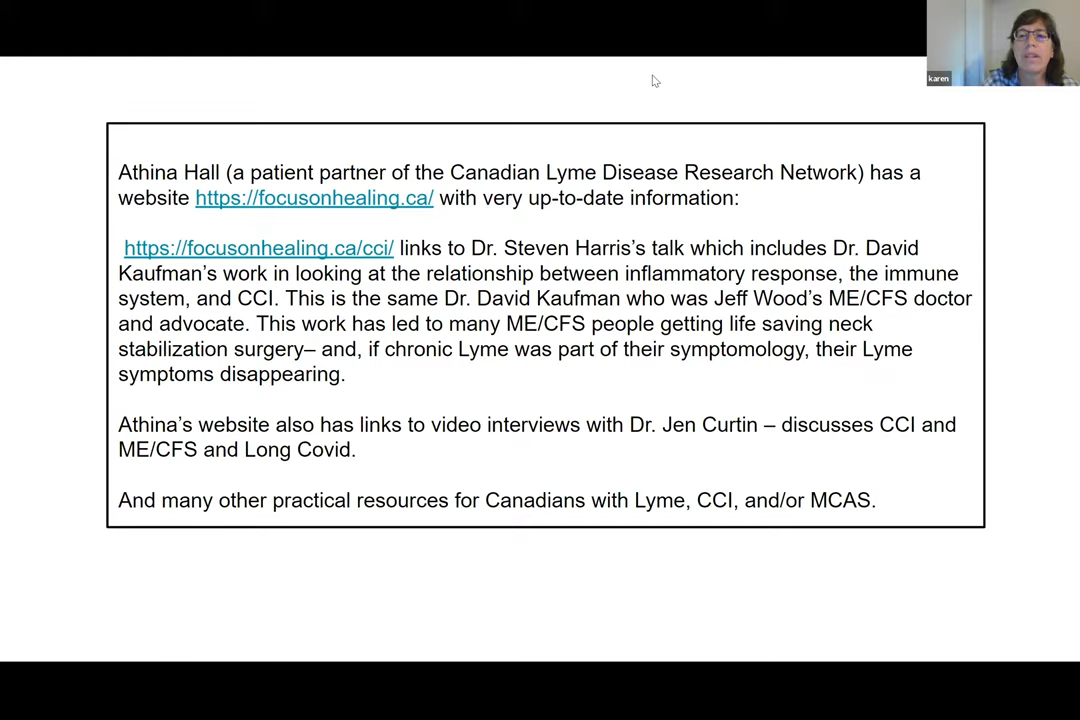 karen
Athina Hall (a patient partner of the Canadian Lyme Disease Research Network) has a
website https://focusonhealing.ca/ with very up-to-date information:
https://focusonhealing.ca/cci/ links to Dr. Steven Harris’s talk which includes Dr. David
Kaufman’s work in looking at the relationship between inflammatory response, the immune
system, and CCI. This is the same Dr. David Kaufman who was Jeff Wood’s ME/CFS doctor
and advocate. This work has led to many ME/CFS people getting life saving neck
stabilization surgery– and, if chronic Lyme was part of their symptomology, their Lyme
symptoms disappearing.
Athina’s website also has links to video interviews with Dr. Jen Curtin – discusses CCI and
ME/CFS and Long Covid.
And many other practical resources for Canadians with Lyme, CCI, and/or MCAS.